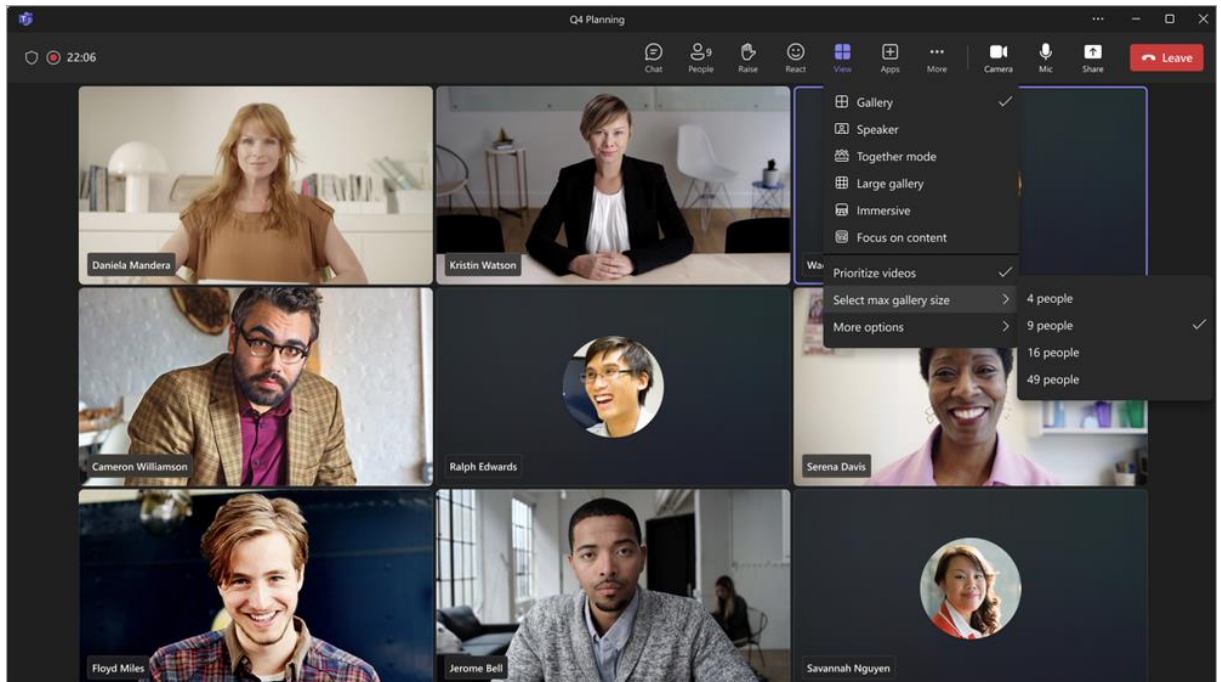 Q4 Planning
22:06
9
Chat
People
Raise
React
View
Apps
More
Camera
Mic
Share
Leave
Gallery
Speaker
Together mode
Large gallery
Immersive
Focus on content
Prioritize videos
Select max gallery size
More options
4 people
9 people
16 people
49 people
Daniela Mandera
Kristin Watson
Cameron Williamson
Ralph Edwards
Serena Davis
Floyd Miles
Jerome Bell
Savannah Nguyen